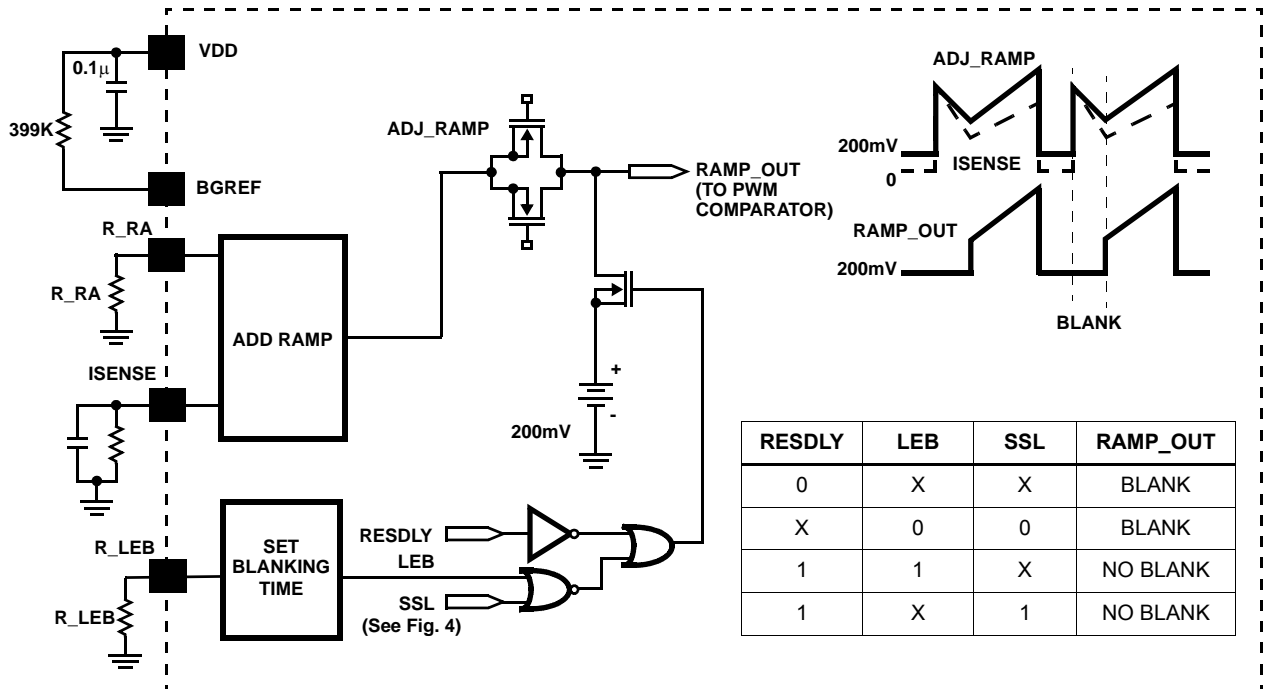 VDD
0.1μ
399K
BGREF
R_RA
R_RA
ADD RAMP
ISENSE
ADJ_RAMP
RAMP_OUT
(TO PWM
COMPARATOR)
+
-
200mV
R_LEB
R_LEB
SET
BLANKING
TIME
RESDLY
LEB
SSL
(See Fig. 4)
ADJ_RAMP
200mV
ISENSE
0
RAMP_OUT
200mV
BLANK
RESDLY LEB SSL RAMP_OUT
0 X X BLANK
X 0 0 BLANK
1 1 X NO BLANK
1 X 1 NO BLANK